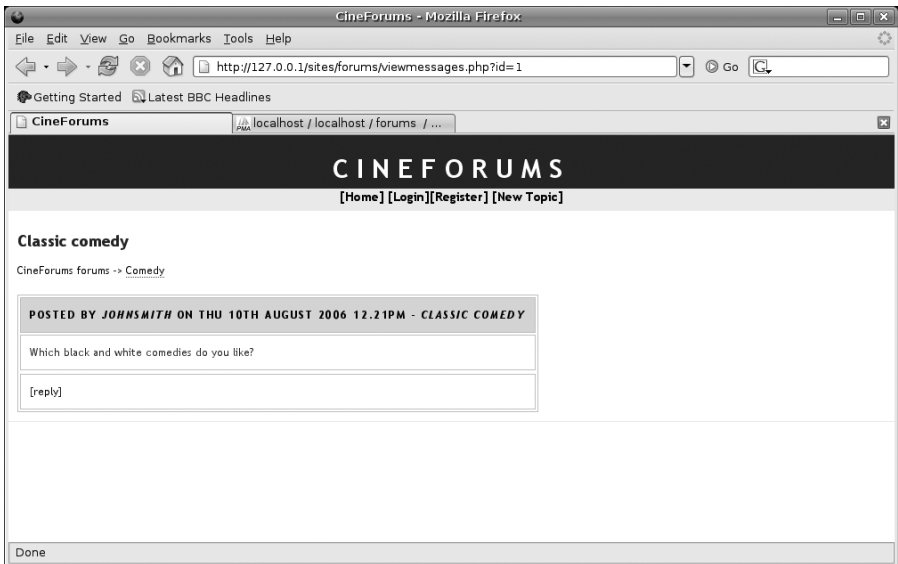 CineForums - Mozilla Firefox
File Edit View Go Bookmarks Tools Help
http://127.0.0.1/sites/forums/viewmessages.php?id=1 Go G
Getting Started Latest BBC Headlines
CineForums PMA localhost / localhost / forums / ...
CINEFORUMS
[Home] [Login][Register] [New Topic]
Classic comedy
CineForums forums -> Comedy
POSTED BY JOHNSMITH ON THU 10TH AUGUST 2006 12.21PM - CLASSIC COMEDY
Which black and white comedies do you like?
[reply]
Done